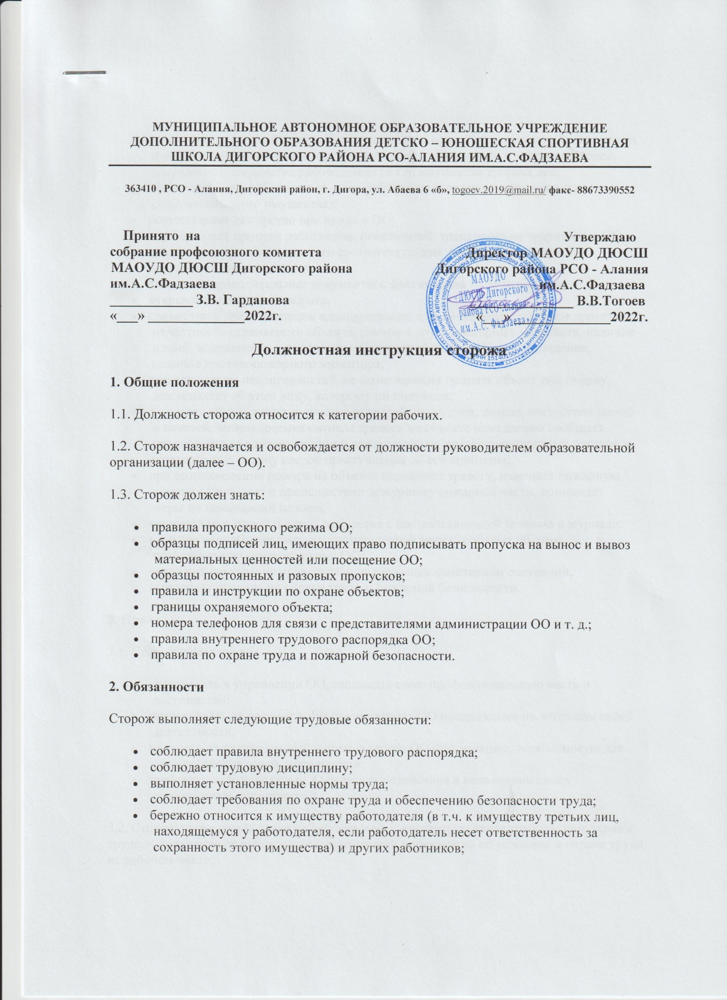 МУНИЦИПАЛЬНОЕ АВТОНОМНОЕ ОБРАЗОВАТЕЛЬНОЕ УЧРЕЖДЕНИЕ
ДОПОЛНИТЕЛЬНОГО ОБРАЗОВАНИЯ ДЕТСКО – ЮНОШЕСКАЯ СПОРТИВНАЯ
ШКОЛА ДИГОРСКОГО РАЙОНА РСО-АЛАНИЯ ИМ.А.С.ФАДЗАЕВА
363410 , РСО - Алания, Дигорский район, г. Дигора, ул. Абаева 6 «б», togoev.2019@mail.ru/ факс- 88673390552
Принято на
собрание профсоюзного комитета
МАОУДО ДЮСШ Дигорского района
им.А.С.Фадзаева
____________ З.В. Гарданова
«___» ______________2022г.
Утверждаю
Директор МАОУДО ДЮСШ
Дигорского района РСО - Алания
им.А.С.Фадзаева
______________ В.В.Тогоев
«___» ______________2022г.
МАОУДО
«ДЮСШ Дигорского
района РСО-Алания
им.А.С. Фадзаева»
ИНН 1514015504
Должностная инструкция сторожа
1. Общие положения
1.1. Должность сторожа относится к категории рабочих.
1.2. Сторож назначается и освобождается от должности руководителем образовательной
организации (далее – ОО).
1.3. Сторож должен знать:
• правила пропускного режима ОО;
• образцы подписей лиц, имеющих право подписывать пропуска на вынос и вывоз
материальных ценностей или посещение ОО;
• образцы постоянных и разовых пропусков;
• правила и инструкции по охране объектов;
• границы охраняемого объекта;
• номера телефонов для связи с представителями администрации ОО и т. д.;
• правила внутреннего трудового распорядка ОО;
• правила по охране труда и пожарной безопасности.
2. Обязанности
Сторож выполняет следующие трудовые обязанности:
• соблюдает правила внутреннего трудового распорядка;
• соблюдает трудовую дисциплину;
• выполняет установленные нормы труда;
• соблюдает требования по охране труда и обеспечению безопасности труда;
• бережно относится к имуществу работодателя (в т.ч. к имуществу третьих лиц,
находящемуся у работодателя, если работодатель несет ответственность за
сохранность этого имущества) и других работников;